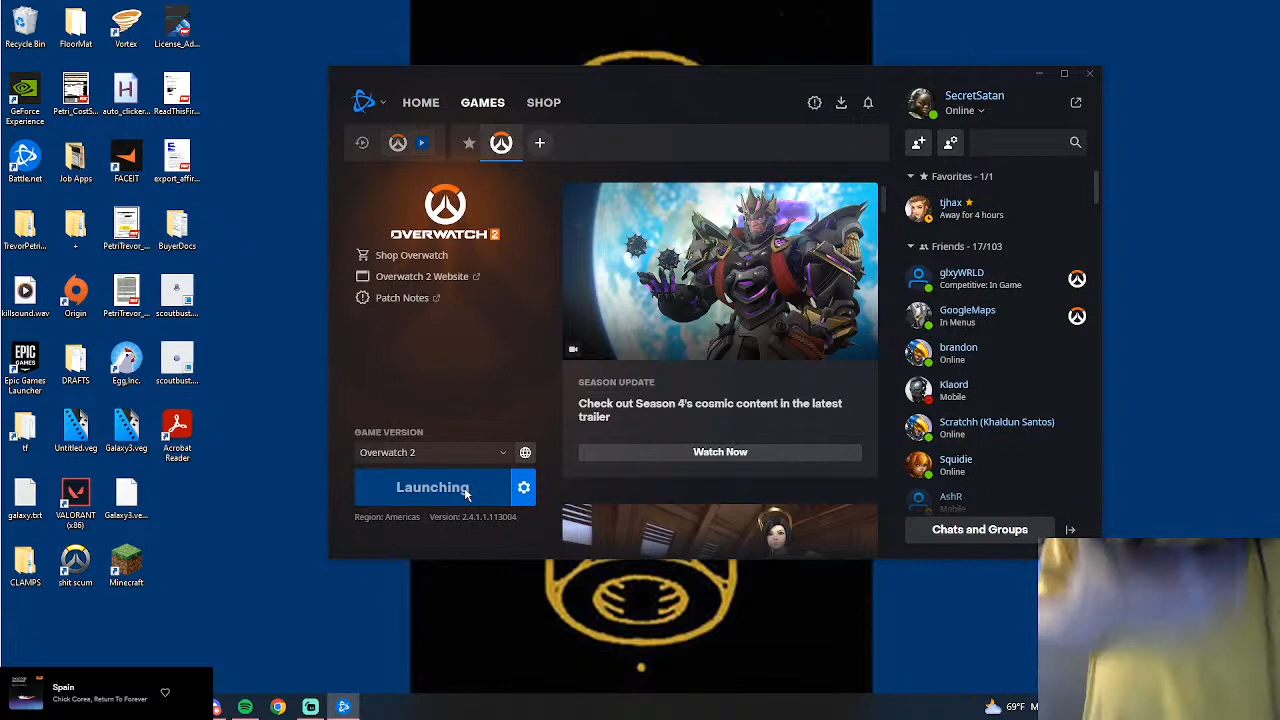 Recycle Bin
FloorMat
Vortex
License_Ad...
GeForce
Experience
Petri_CostS...
auto_clicker...
ReadThisFir...
Battle.net
Job Apps
FACEIT
export_affir...
TrevorPetri...
+
PetriTrevor_...
BuyerDocs
killsound.wav
Origin
PetriTrevor_...
scoutbust....
Epic Games
Launcher
DRAFTS
Egg,Inc.
scoutbust....
tf
Untitled.veg
Galaxy3.veg
Acrobat
Reader
galaxy.txt
VALORANT
(x86)
Galaxy3.ve...
CLAMPS
shit scum
Minecraft
HOME
GAMES
SHOP
OVERWATCH 2
Shop Overwatch
Overwatch 2 Website
Patch Notes
GAME VERSION
Overwatch 2
Launching
Region: Americas
Version: 2.4.1.1.113004
SEASON UPDATE
Check out Season 4's cosmic content in the latest
trailer
Watch Now
SecretSatan
Online
Favorites - 1/1
tjhax
Away for 4 hours
Friends - 17/103
glxyWRLD
Competitive: In Game
GoogleMaps
In Menus
brandon
Online
Klaord
Mobile
Scratchh (Khaldun Santos)
Online
Squidie
Online
AshR
Mobile
Chats and Groups
Spain
Chick Corea, Return To Forever
69°F